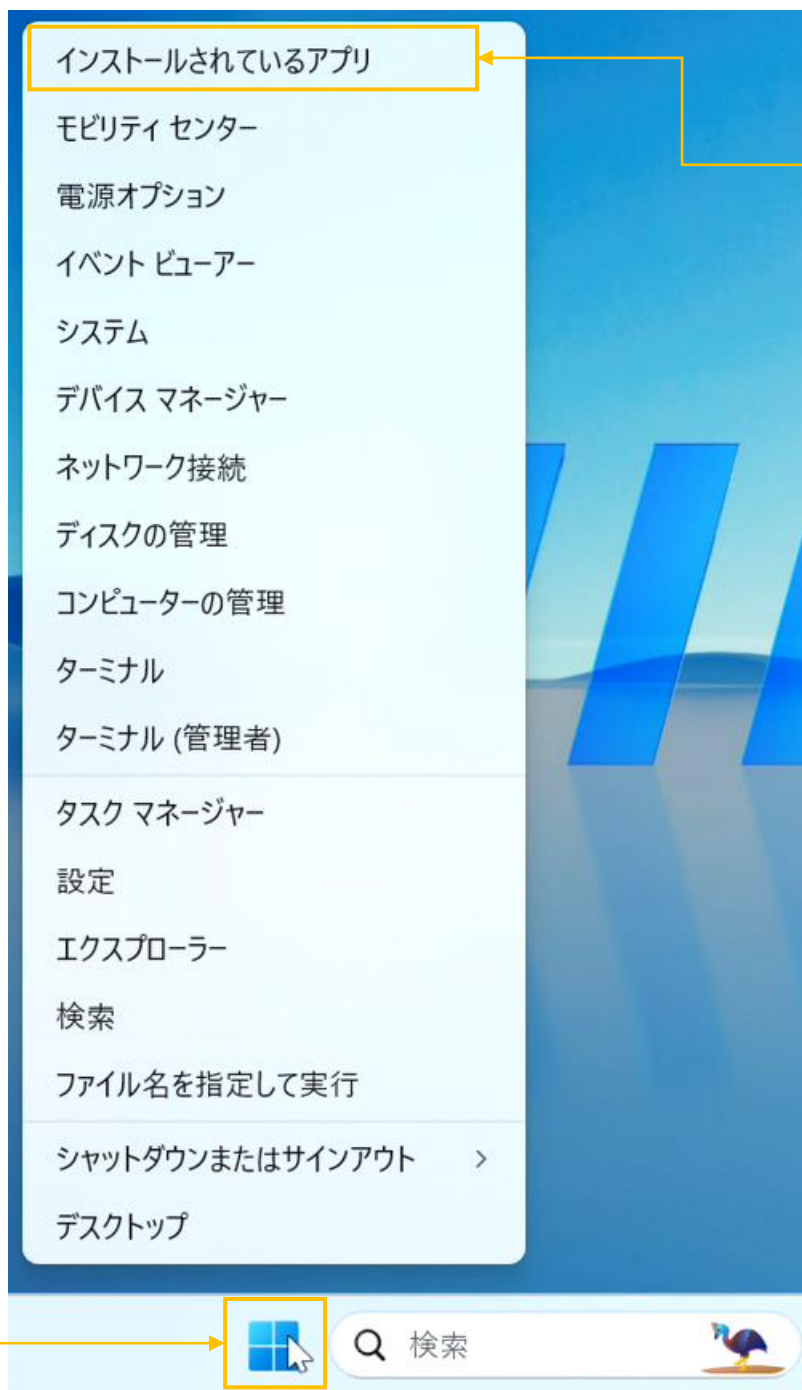 インストールされているアプリ
モビリティ センター
電源オプション
イベント ビューアー
システム
デバイス マネージャー
ネットワーク接続
ディスクの管理
コンピューターの管理
ターミナル
ターミナル (管理者)
タスク マネージャー
設定
エクスプローラー
検索
ファイル名を指定して実行
シャットダウンまたはサインアウト
デスクトップ
検索